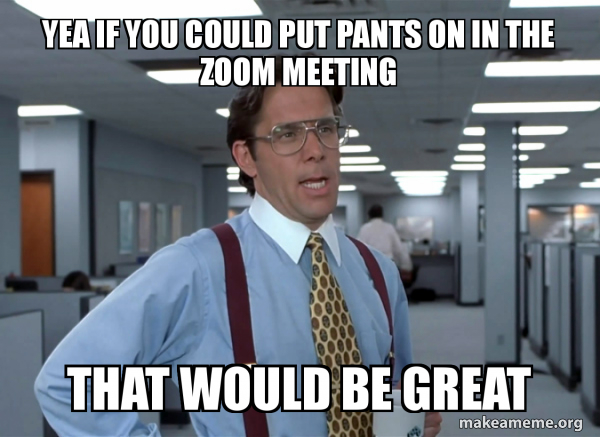 YEA IF YOU COULD PUT PANTS ON IN THE
ZOOM MEETING
THAT WOULD BE GREAT
makeameme.org